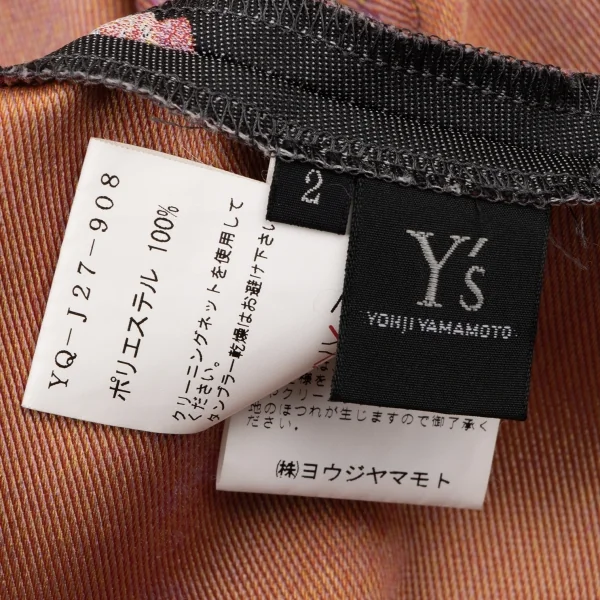 YQ-J27-908
ポリエステル 100%
クリーニングネットを使用して
ください。
タンブラー乾燥はお避け下さい
2
Y's
YOHJI YAMAMOTO
地のほつれが生じますので御了承く
ださい。
㈱ヨウジヤマモト